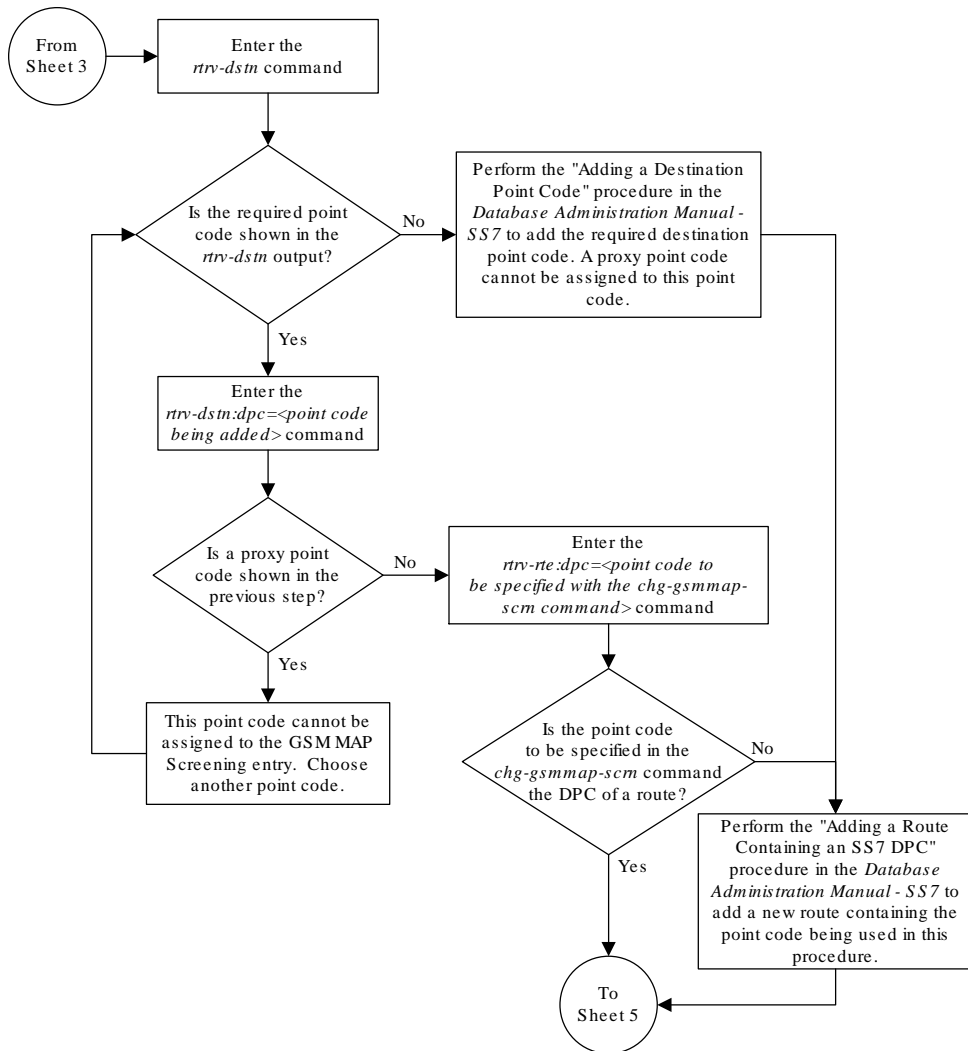 From
Sheet 3
Enter the
rtrv-dstn command
Is the required point
code shown in the
rtrv-dstn output?
No
Yes
Perform the "Adding a Destination
Point Code" procedure in the
Database Administration Manual -
SS7 to add the required destination
point code. A proxy point code
cannot be assigned to this point
code.
Enter the
rtrv-dstn:dpc=<point code
being added> command
Is a proxy point
code shown in the
previous step?
No
Yes
Enter the
rtrv-rte:dpc=<point code to
be specified with the chg-gsmmap-
scrn command> command
This point code cannot be
assigned to the GSM MAP
Screening entry. Choose
another point code.
Is the point code
to be specified in the
chg-gsmmap-scrn command
the DPC of a route?
No
Yes
Perform the "Adding a Route
Containing an SS7 DPC"
procedure in the Database
Administration Manual - SS7 to
add a new route containing the
point code being used in this
procedure.
To
Sheet 5